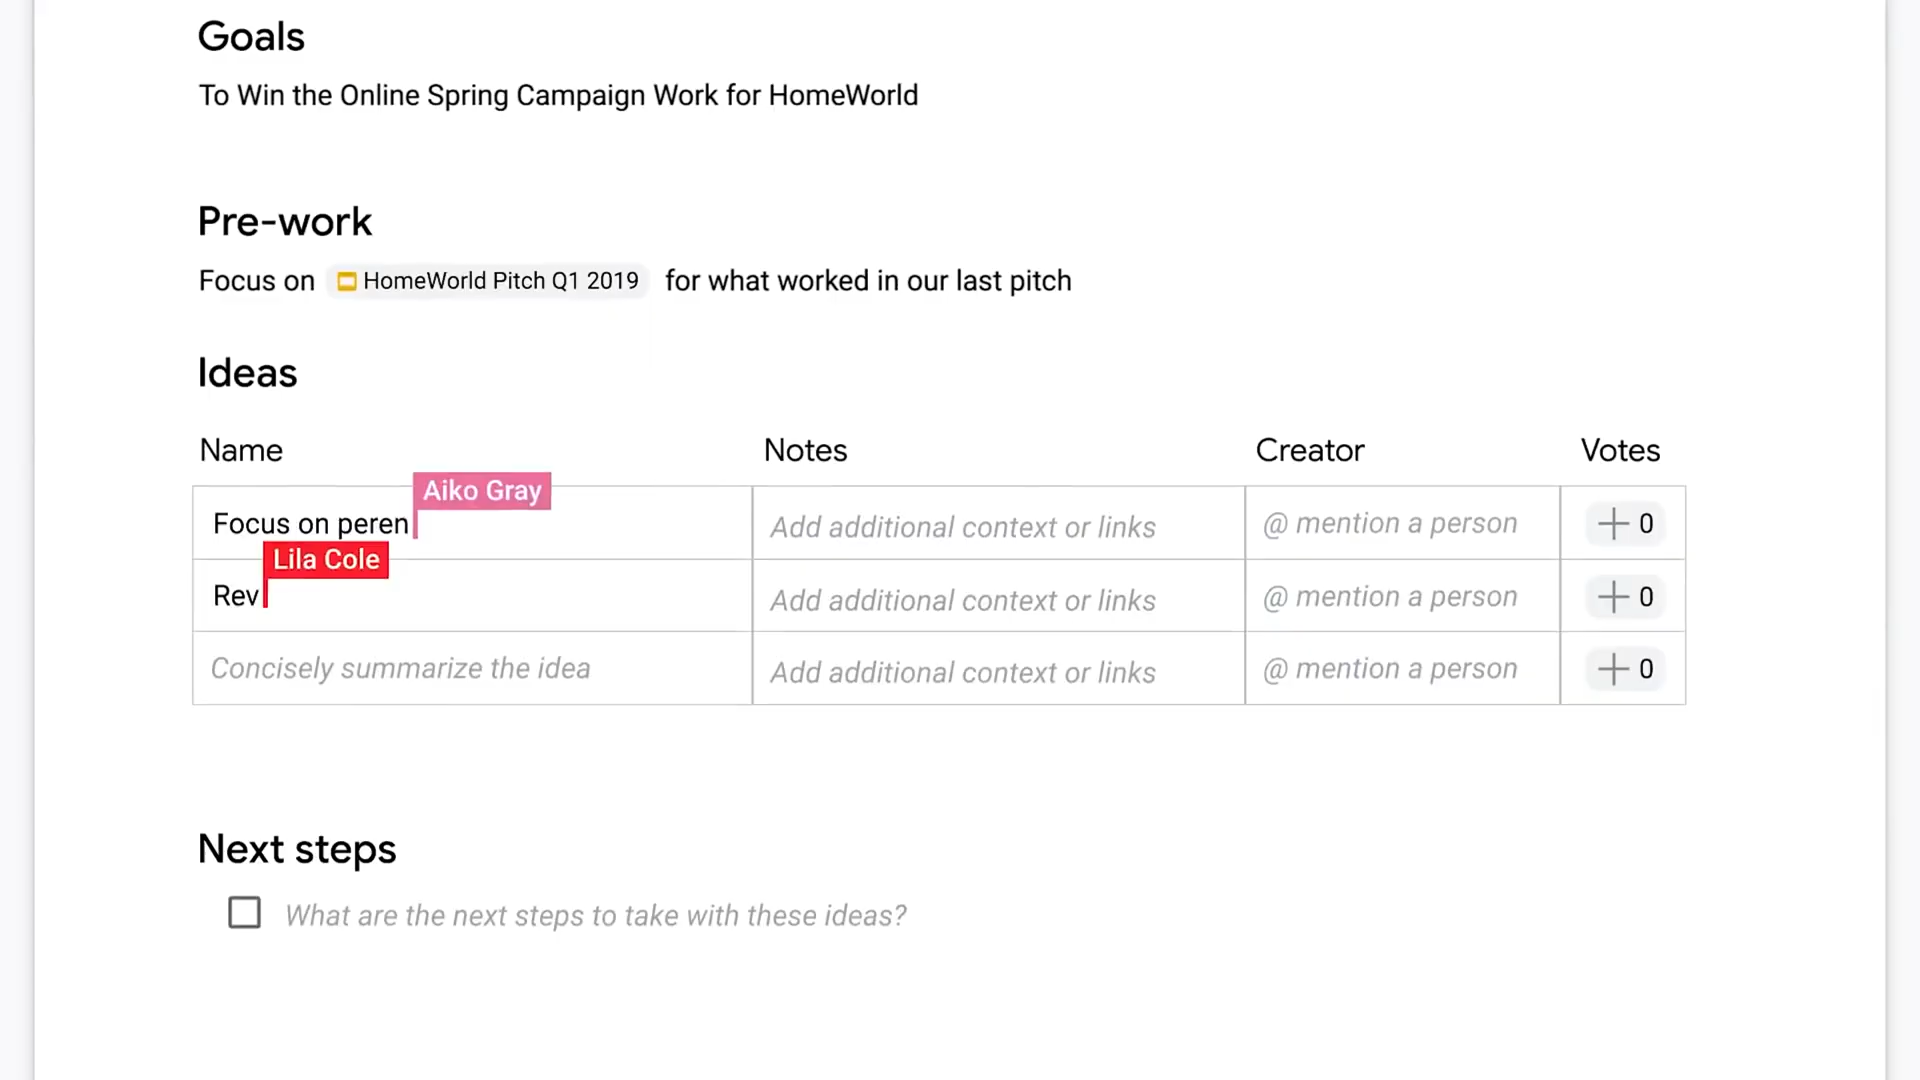 Goals
To Win the Online Spring Campaign Work for HomeWorld
Pre-work
Focus on HomeWorld Pitch Q1 2019 for what worked in our last pitch
Ideas
Name Notes Creator Votes
Aiko Gray
Focus on peren Add additional context or links @ mention a person + 0
Lila Cole
Rev Add additional context or links @ mention a person + 0
Concisely summarize the idea Add additional context or links @ mention a person + 0
Next steps
What are the next steps to take with these ideas?